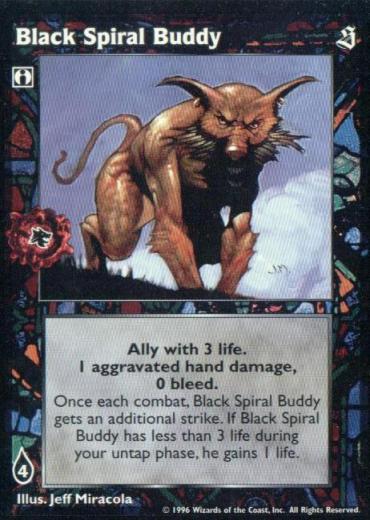 Black Spiral Buddy
JM
Ally with 3 life.
1 aggravated hand damage,
0 bleed.
Once each combat, Black Spiral Buddy
gets an additional strike. If Black Spiral
Buddy has less than 3 life during
your untap phase, he gains 1 life.
4
Illus. Jeff Miracola
© 1996 Wizards of the Coast, Inc. All Rights Reserved.